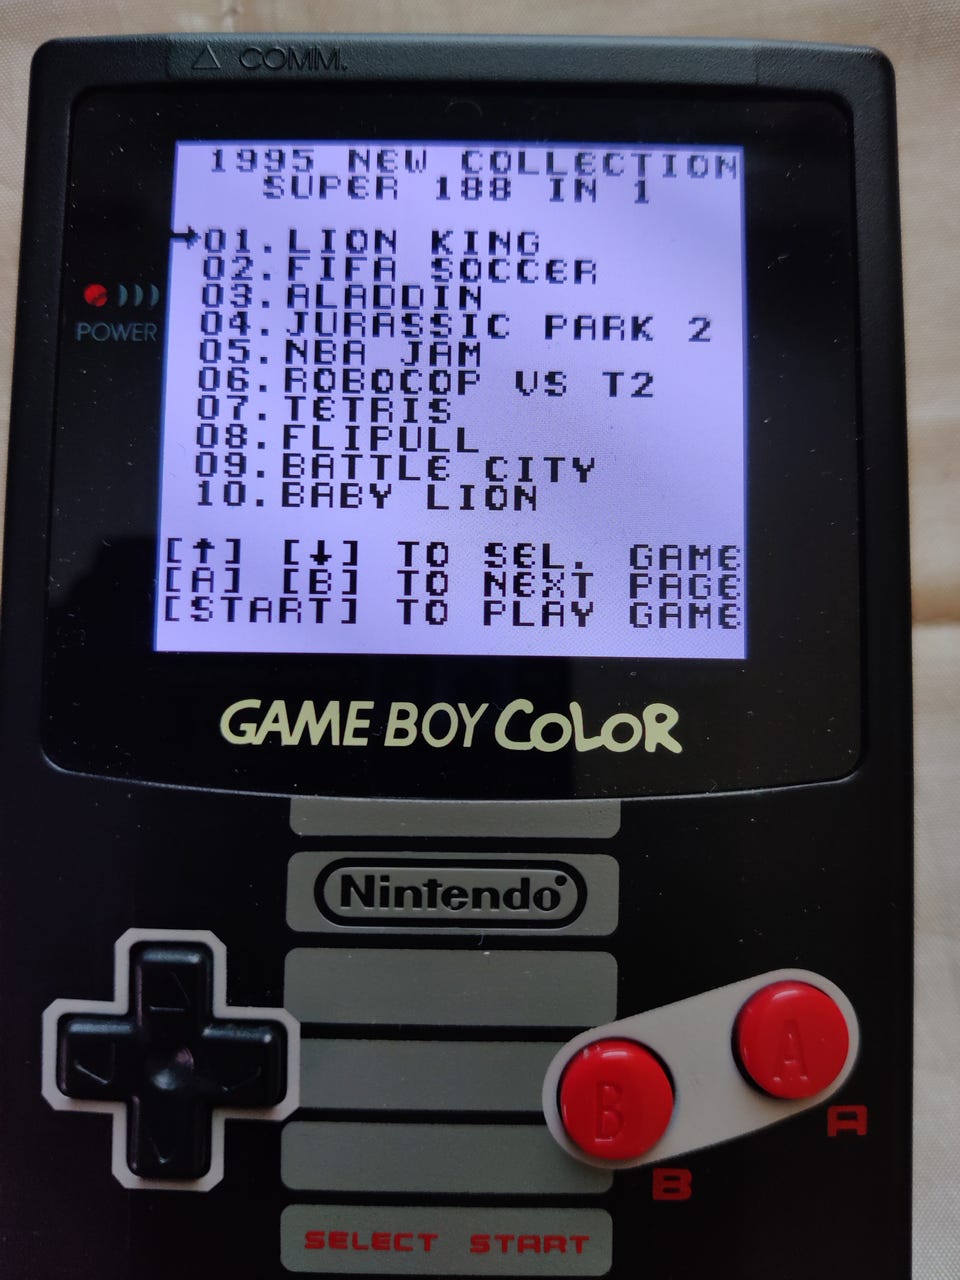 COMM.
1995 NEW COLLECTION
SUPER 188 IN 1
01.LION KING
02.FIFA SOCCER
03.ALADDIN
04.JURASSIC PARK 2
05.NBA JAM
06.ROBOCOP VS T2
07.TETRIS
08.FLIPULL
09.BATTLE CITY
10.BABY LION
[↑] [↓] TO SEL. GAME
[A] [B] TO NEXT PAGE
[START] TO PLAY GAME
POWER
GAME BOY COLOR
Nintendo
A
B
A
B
SELECT START